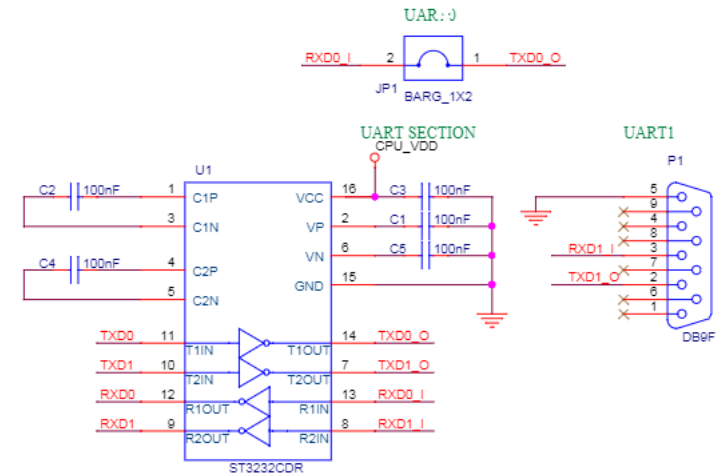 RXD0_I 2 1 TXD0_O
JP1
BARG_1X2
UART SECTION
CPU_VDD
UART1
U1
P1
C2 100nF 1 C1P
3 C1N
C4 100nF 4 C2P
5 C2N
VCC 16 C3 100nF
VP 2 C1 100nF
VN 6 C5 100nF
GND 15
TXD0 11 T1IN T1OUT 14 TXD0_O
TXD1 10 T2IN T2OUT 7 TXD1_O
RXD0 12 R1OUT R1IN 13 RXD0_I
RXD1 9 R2OUT R2IN 8 RXD1_I
ST3232CDR
5
9
4
8
RXD1_I 3
7
TXD1_O 2
6
1
DB9F